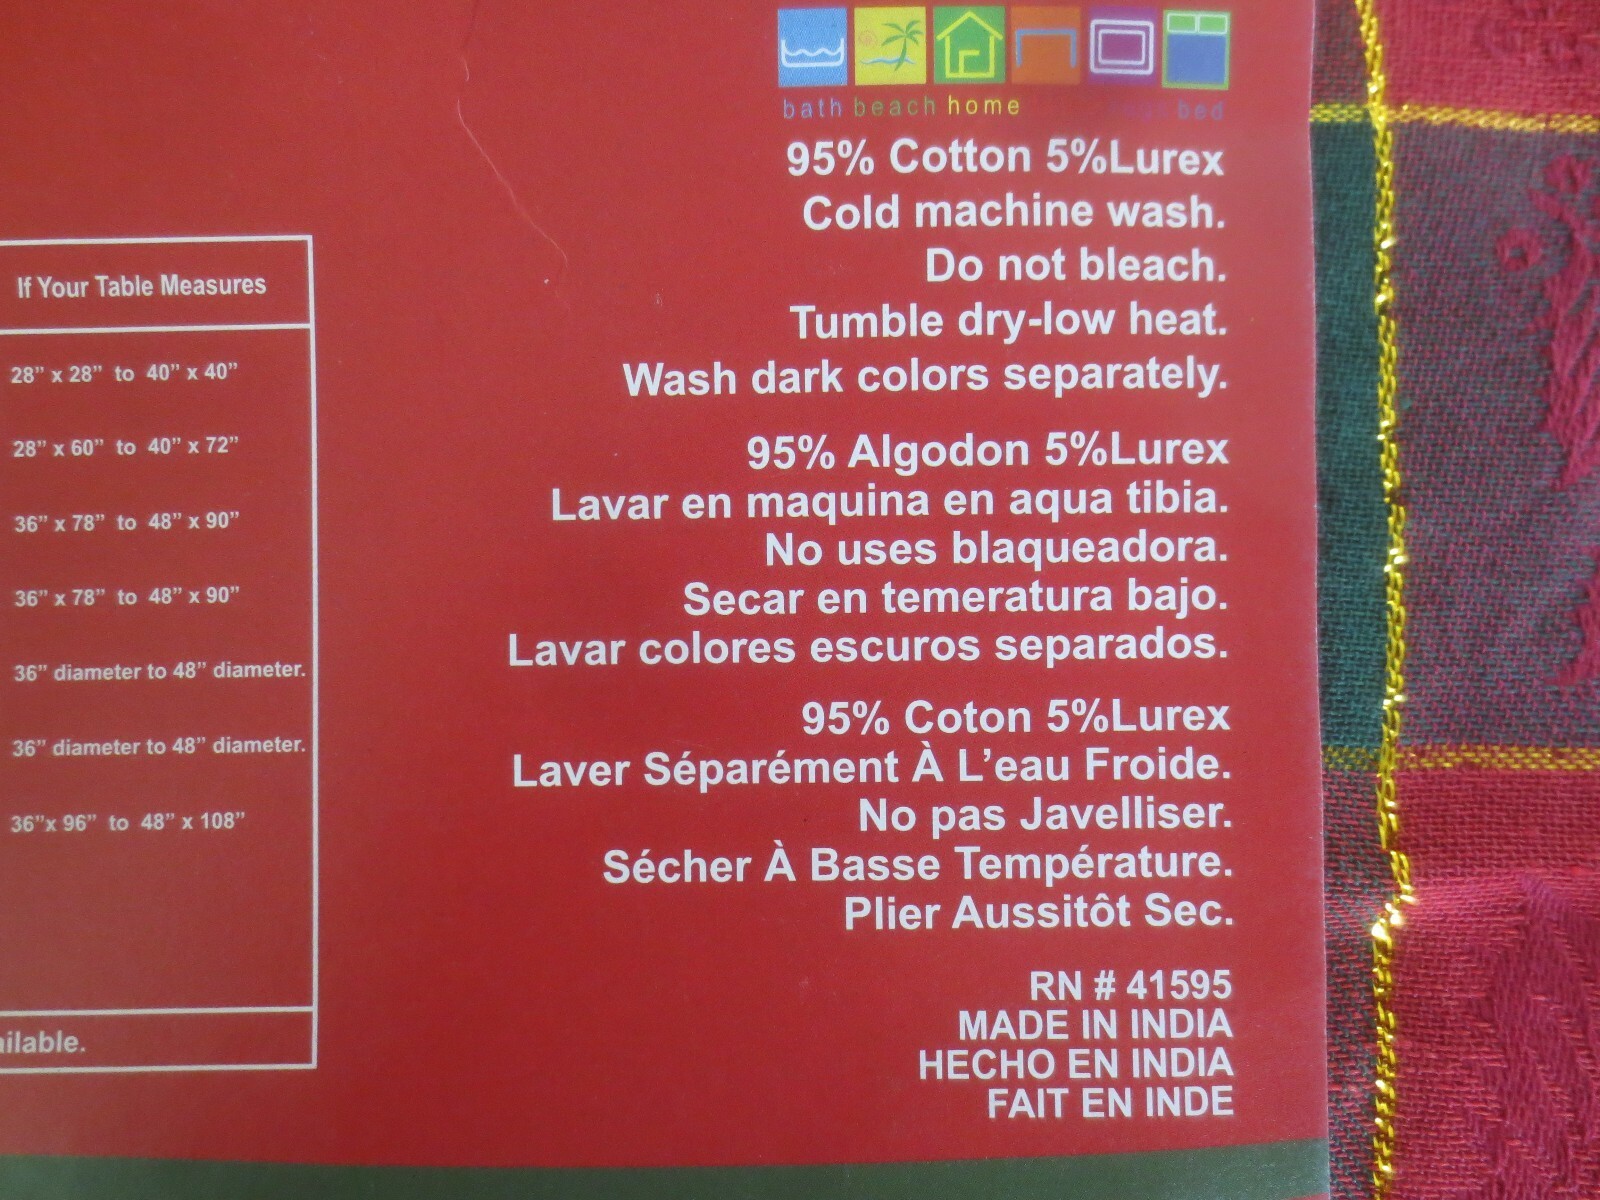 bath beach home bed
If Your Table Measures
28” x 28” to 40” x 40”
28” x 60” to 40” x 72”
36” x 78” to 48” x 90”
36” x 78” to 48” x 90”
36” diameter to 48” diameter.
36” diameter to 48” diameter.
36”x 96” to 48” x 108”
95% Cotton 5%Lurex
Cold machine wash.
Do not bleach.
Tumble dry-low heat.
Wash dark colors separately.
95% Algodon 5%Lurex
Lavar en maquina en aqua tibia.
No uses blaqueadora.
Secar en temeratura bajo.
Lavar colores escuros separados.
95% Coton 5%Lurex
Laver Séparément À L’eau Froide.
No pas Javelliser.
Sécher À Basse Température.
Plier Aussitôt Sec.
RN # 41595
MADE IN INDIA
HECHO EN INDIA
FAIT EN INDE